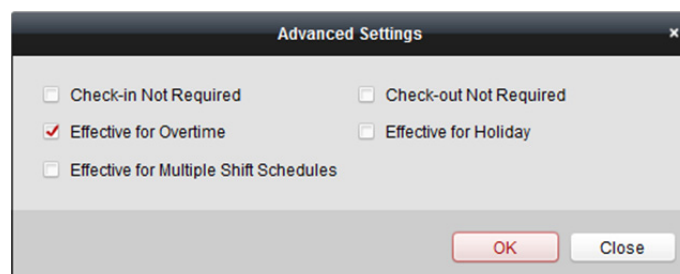 Advanced Settings
Check-in Not Required
Check-out Not Required
Effective for Overtime
Effective for Holiday
Effective for Multiple Shift Schedules
OK
Close